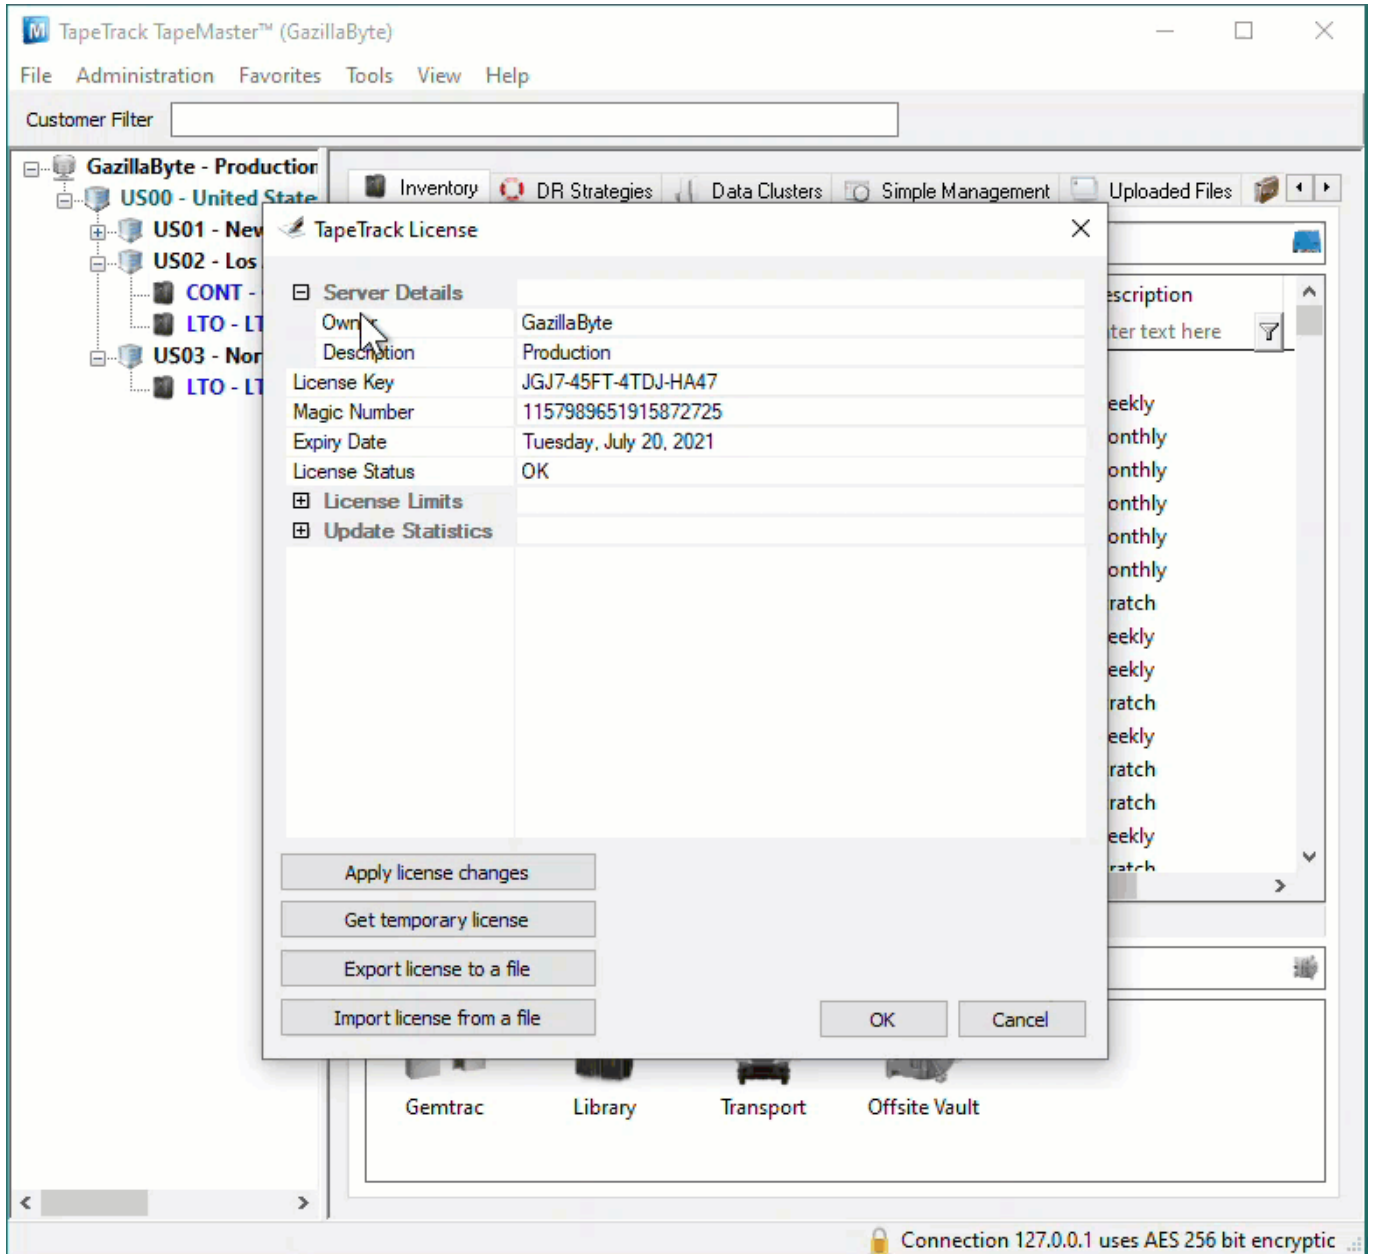 TapeTrack TapeMaster™ (GazillaByte)
File Administration Favorites Tools View Help
Customer Filter
GazillaByte - Production
US00 - United State
US01 - New
US02 - Los
CONT -
LTO - LT
US03 - Nor
LTO - LT
Inventory DR Strategies Data Clusters Simple Management Uploaded Files
TapeTrack License
Server Details
Owner GazillaByte
Description Production
License Key JGJ7-45FT-4TDJ-HA47
Magic Number 1157989651915872725
Expiry Date Tuesday, July 20, 2021
License Status OK
License Limits
Update Statistics
Apply license changes
Get temporary license
Export license to a file
Import license from a file
OK Cancel
escription
ter text here
eekly
onthly
onthly
onthly
onthly
onthly
ratch
eekly
eekly
ratch
eekly
ratch
ratch
eekly
ratch
Gemtrac Library Transport Offsite Vault
Connection 127.0.0.1 uses AES 256 bit encryptic